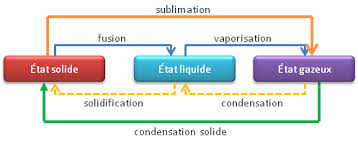 sublimation
fusion vaporisation
État solide État liquide État gazeux
solidification condensation
condensation solide